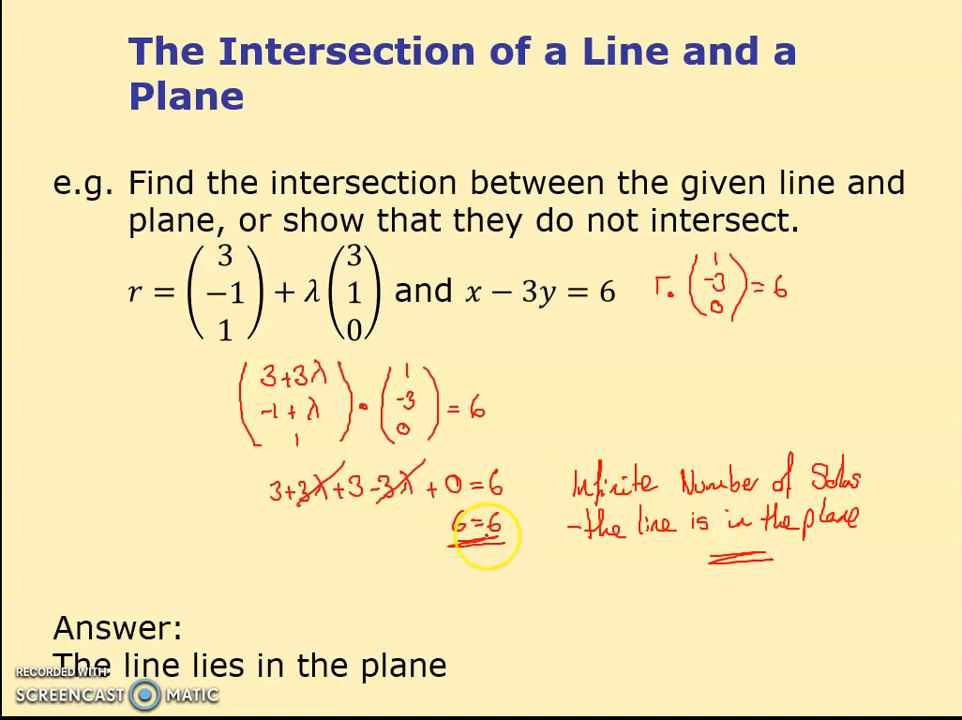 The Intersection of a Line and a
Plane
e.g. Find the intersection between the given line and
plane, or show that they do not intersect.
r = (3 −1 1) + λ (3 1 0) and x − 3y = 6 r. (1 -3 0) = 6
(3+3λ -1+λ 1) • (1 -3 0) = 6
3+3λ+3-3λ + 0 = 6
6=6
Infinite Number of Solns
-the line is in the plane
Answer:
The line lies in the plane
RECORDED WITH
SCREENCAST MATIC